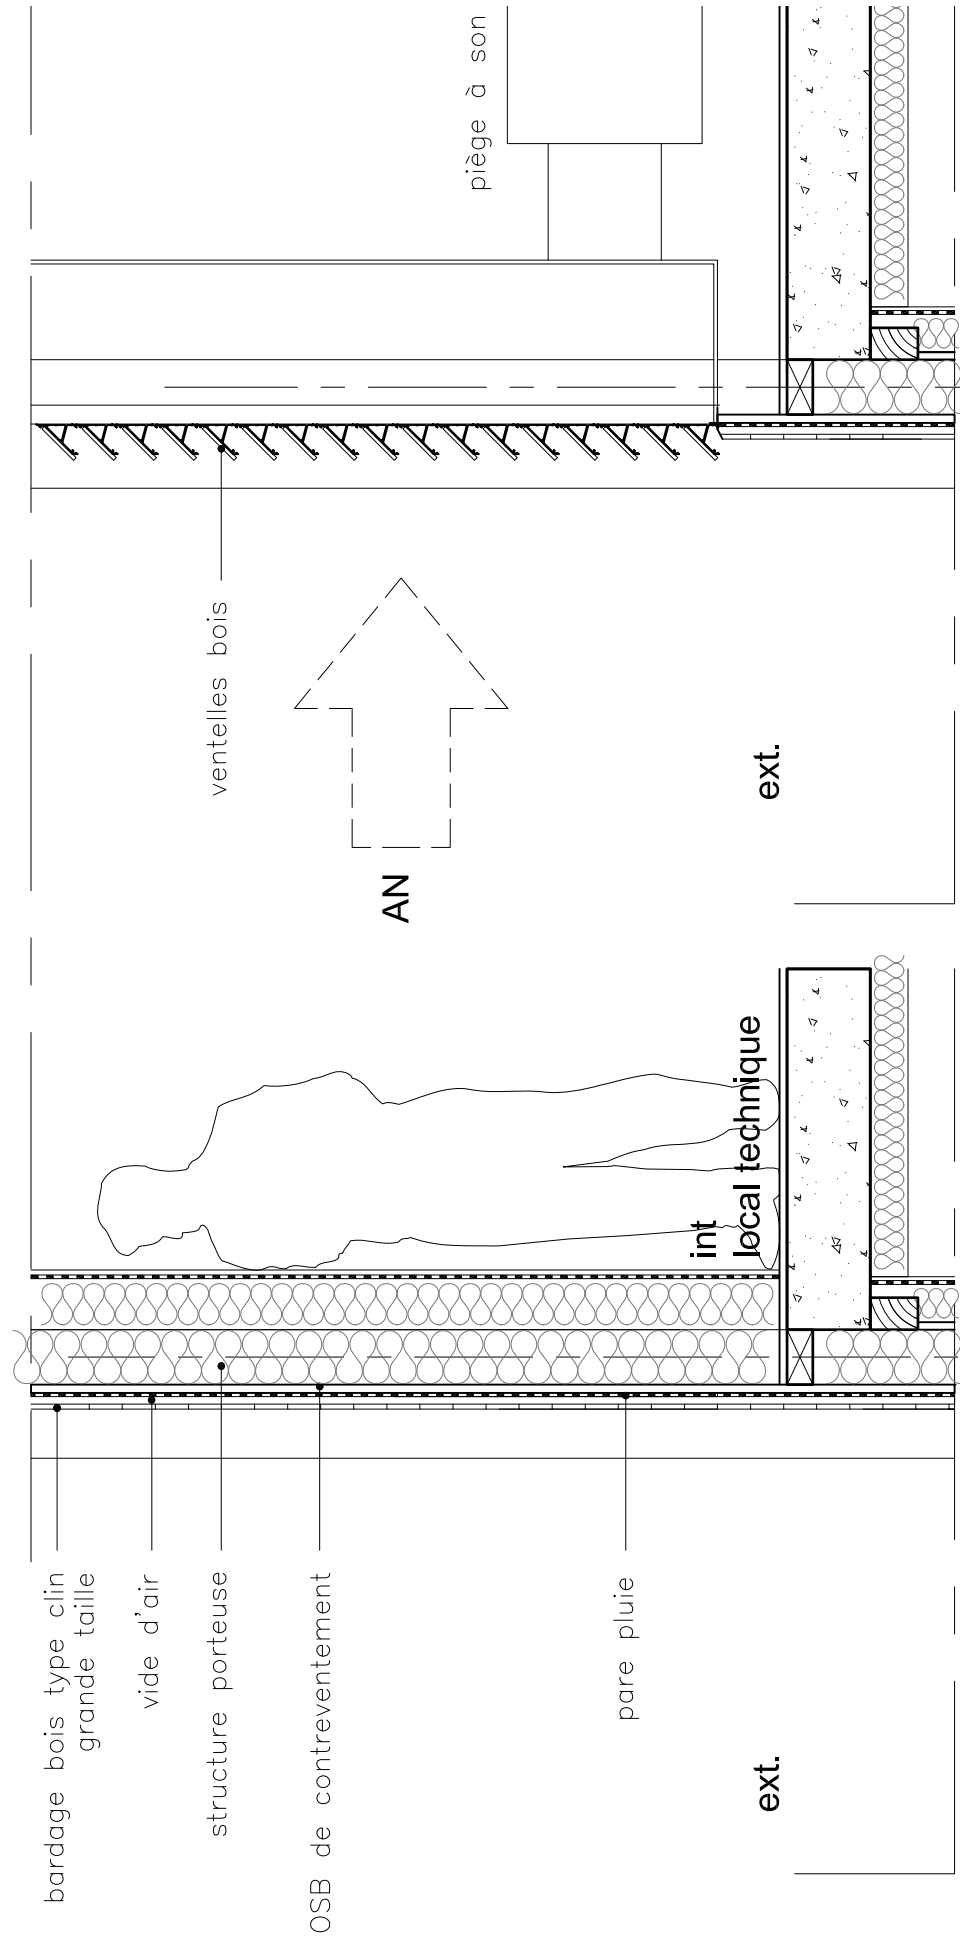 bardage bois type clin
grande taille
vide d'air
structure porteuse
OSB de contreventement
pare pluie
ext.
int
local technique
AN
ventelles bois
ext.
piège à son